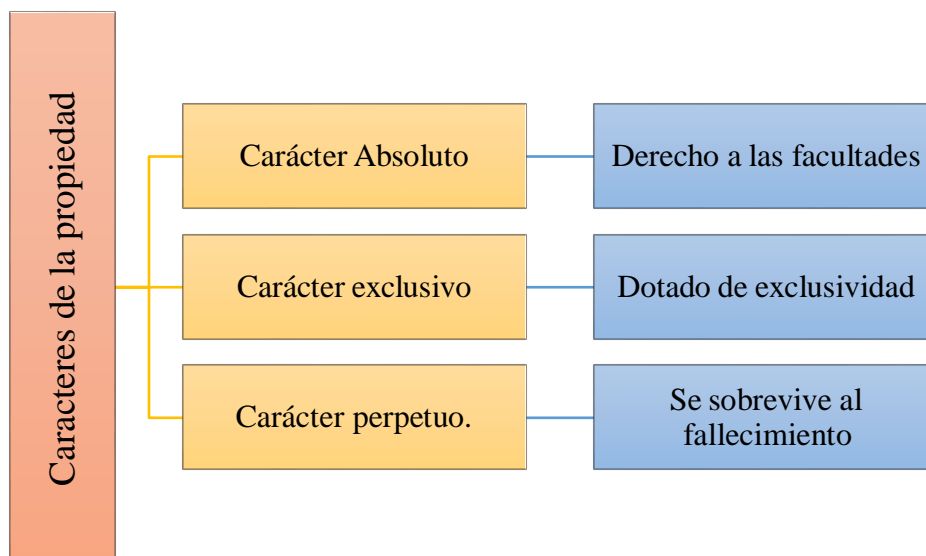 Caracteres de la propiedad
Carácter Absoluto
Derecho a las facultades
Carácter exclusivo
Dotado de exclusividad
Carácter perpetuo.
Se sobrevive al
fallecimiento